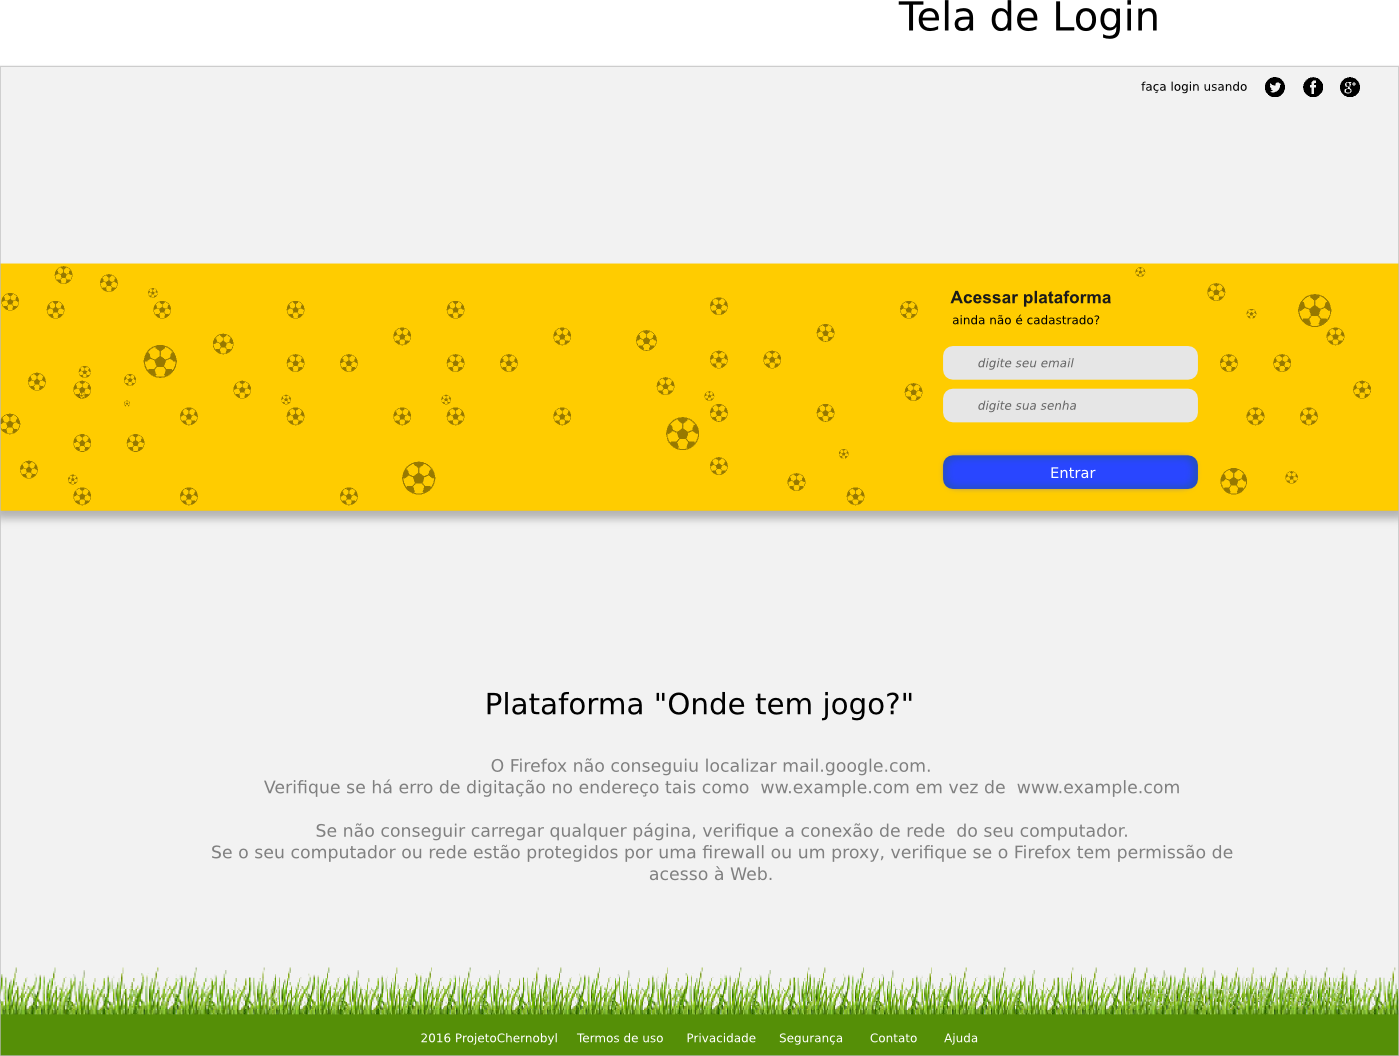 Tela de Login
faça login usando
Acessar plataforma
ainda não é cadastrado?
digite seu email
digite sua senha
Entrar
Plataforma "Onde tem jogo?"
O Firefox não conseguiu localizar mail.google.com.
Verifique se há erro de digitação no endereço tais como  ww.example.com em vez de  www.example.com
Se não conseguir carregar qualquer página, verifique a conexão de rede  do seu computador.
Se o seu computador ou rede estão protegidos por uma firewall ou um proxy, verifique se o Firefox tem permissão de
acesso à Web.
2016 ProjetoChernobyl Termos de uso Privacidade Segurança Contato Ajuda